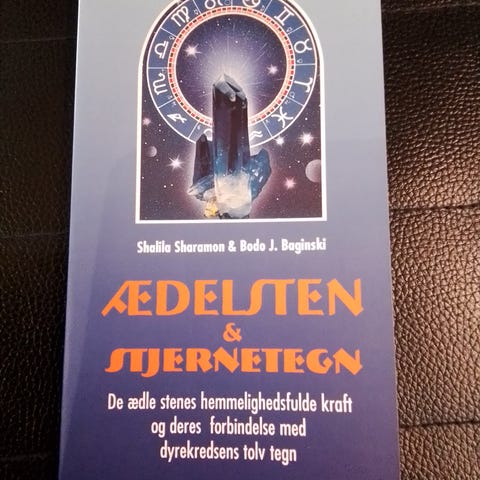 Shalila Sharamon & Bodo J. Baginski
ÆDELSTEN
&
STJERNETEGN
De ædle stenes hemmelighedsfulde kraft
og deres forbindelse med
dyrekredsens tolv tegn